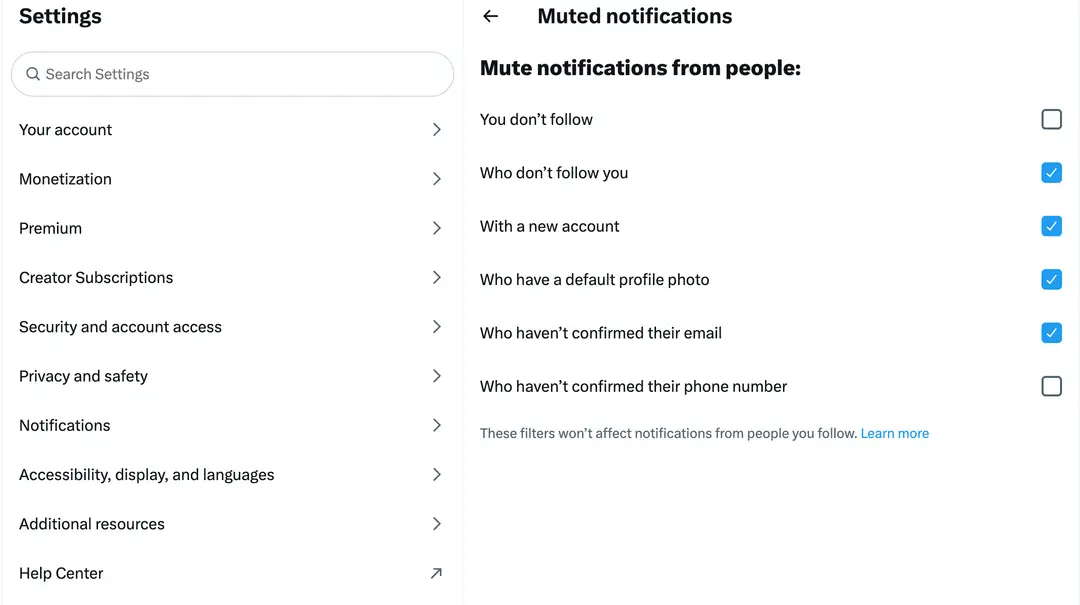 Settings
Search Settings
Your account
Monetization
Premium
Creator Subscriptions
Security and account access
Privacy and safety
Notifications
Accessibility, display, and languages
Additional resources
Help Center
Muted notifications
Mute notifications from people:
You don’t follow
Who don’t follow you
With a new account
Who have a default profile photo
Who haven’t confirmed their email
Who haven’t confirmed their phone number
These filters won’t affect notifications from people you follow. Learn more